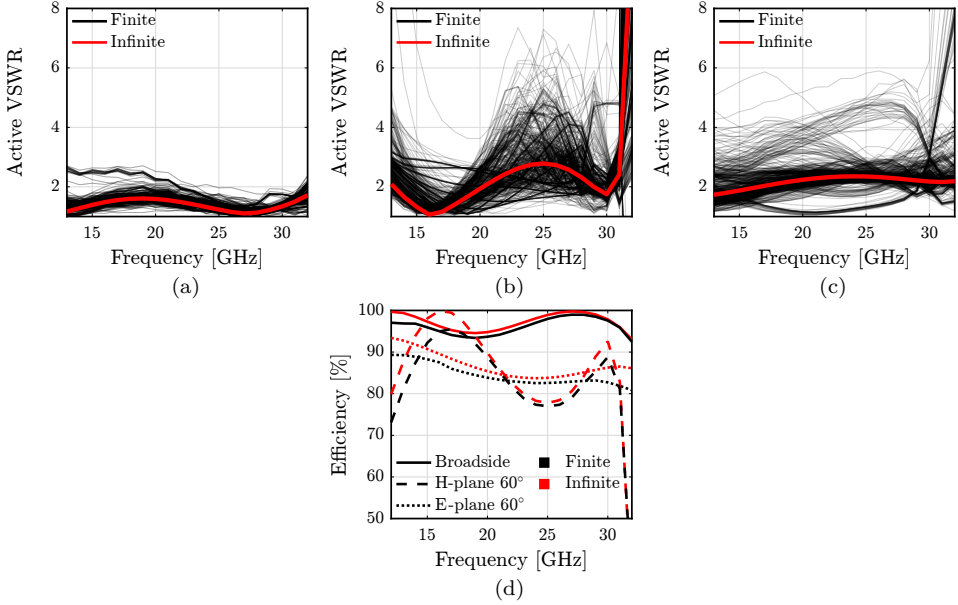 8
6
4
2
Active VSWR
Finite
Infinite
15 20 25 30
Frequency [GHz]
(a)
8
6
4
2
Active VSWR
Finite
Infinite
15 20 25 30
Frequency [GHz]
(b)
8
6
4
2
Active VSWR
Finite
Infinite
15 20 25 30
Frequency [GHz]
(c)
100
90
80
70
60
50
Efficiency [%]
Broadside
H-plane 60°
E-plane 60°
Finite
Infinite
15 20 25 30
Frequency [GHz]
(d)